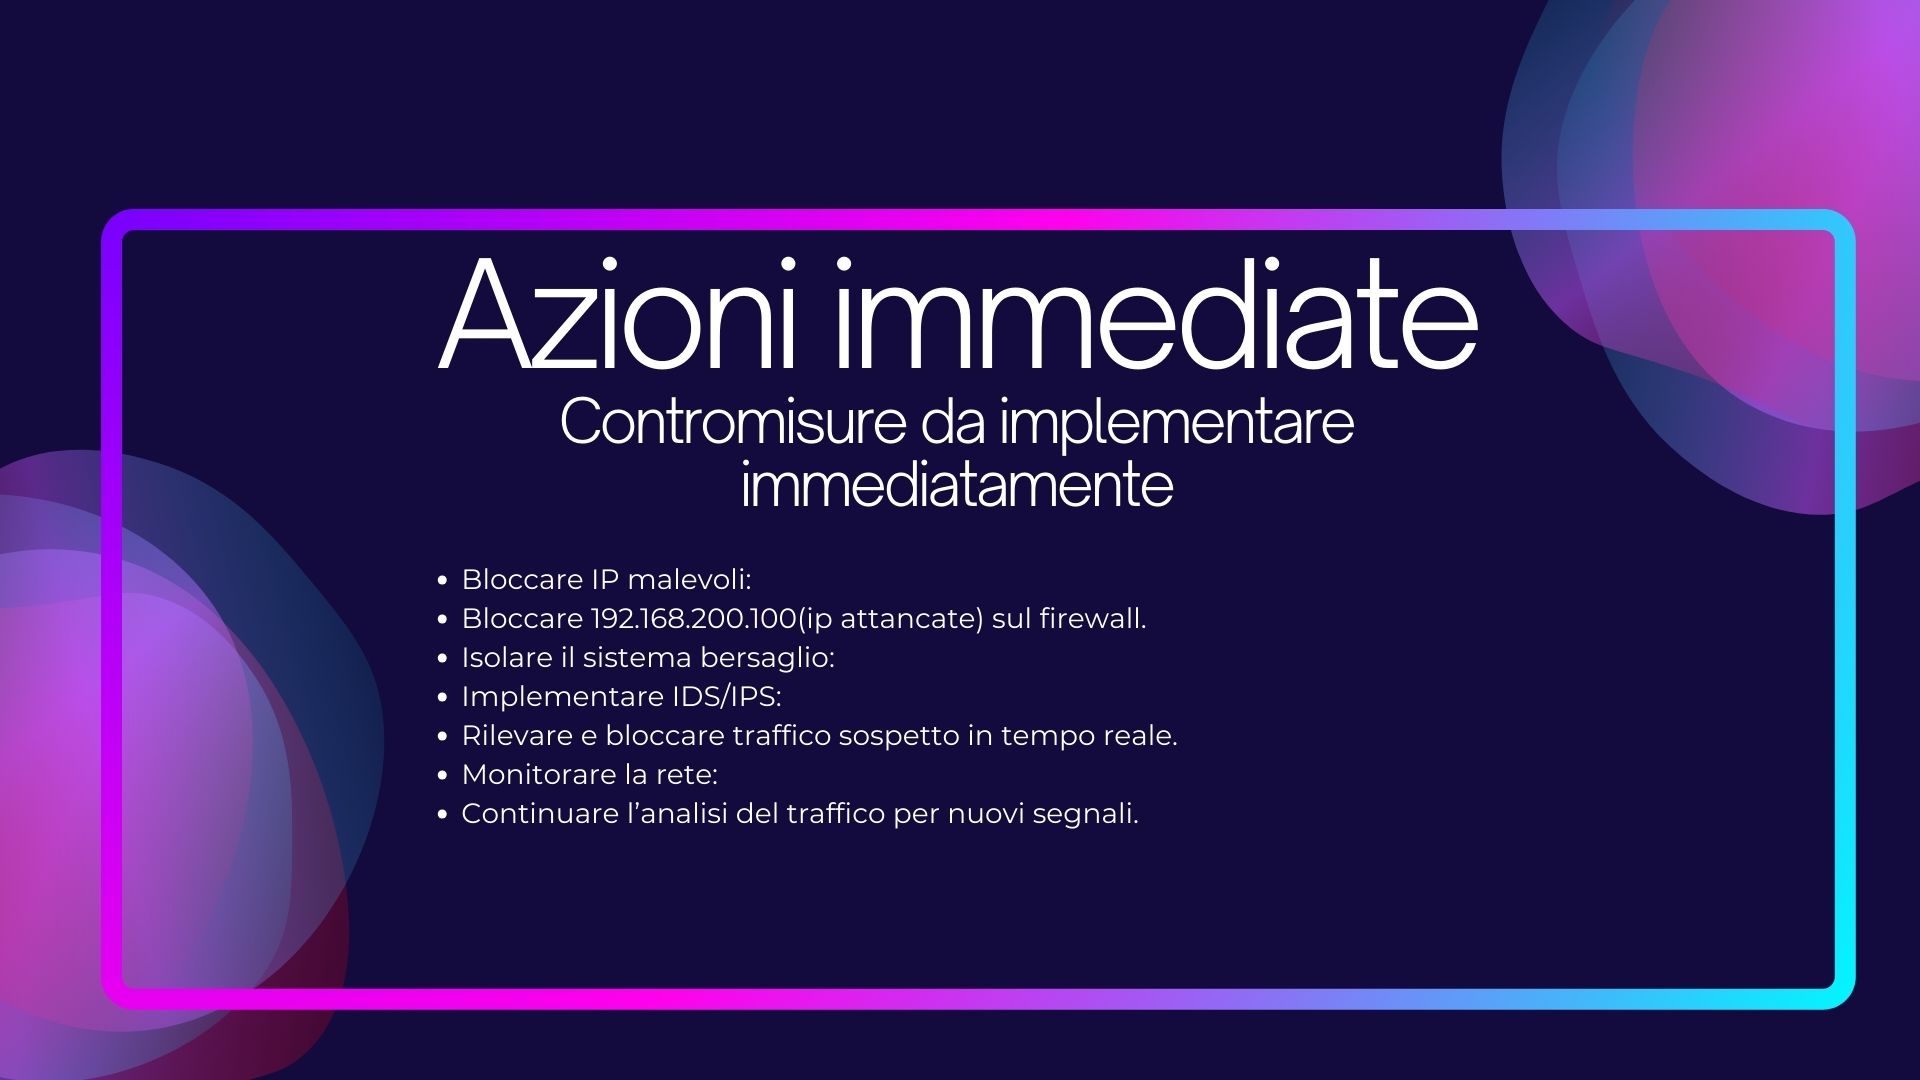 Azioni immediate
Contromisure da implementare
immediatamente
• Bloccare IP malevoli:
• Bloccare 192.168.200.100(ip attancate) sul firewall.
• Isolare il sistema bersaglio:
• Implementare IDS/IPS:
• Rilevare e bloccare traffico sospetto in tempo reale.
• Monitorare la rete:
• Continuare l’analisi del traffico per nuovi segnali.